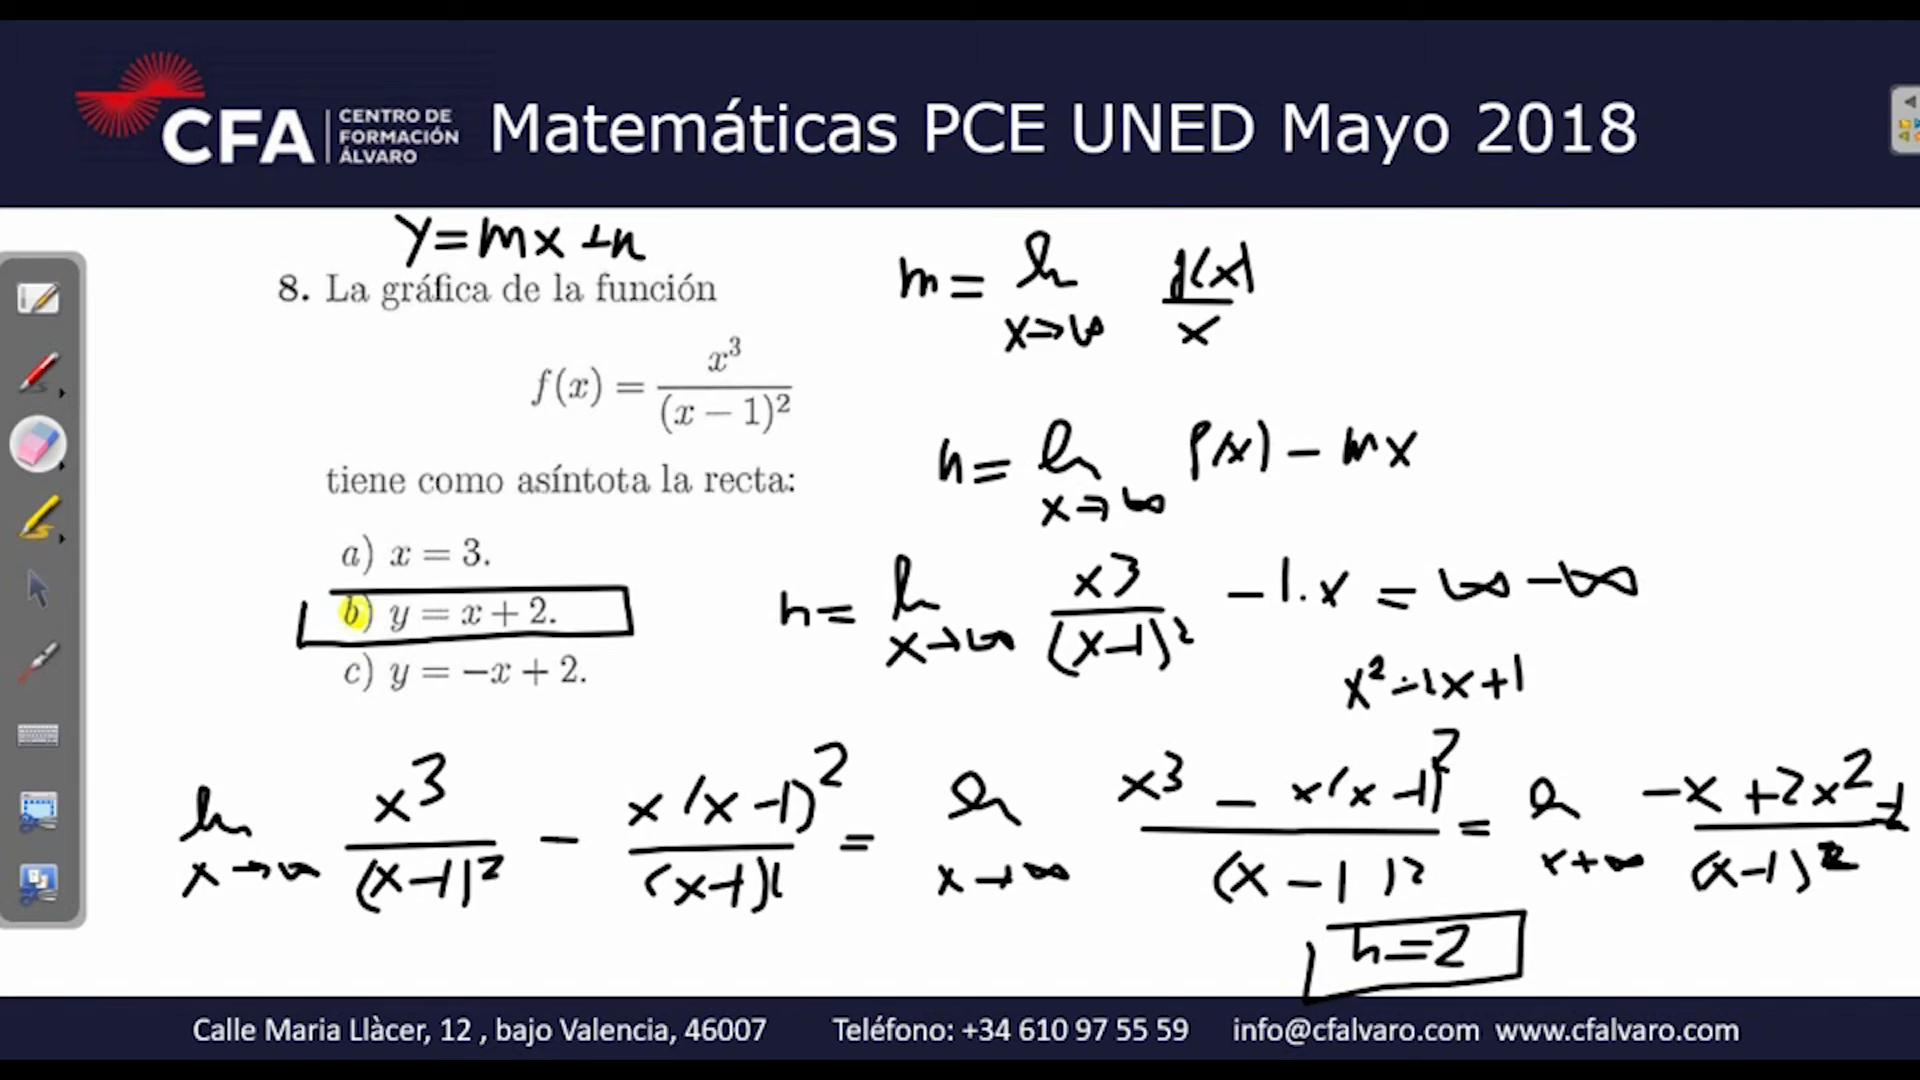 CFA
CENTRO DE
FORMACIÓN
ÁLVARO
Matemáticas PCE UNED Mayo 2018
y=mx+n
8. La gráfica de la función
f(x) = x³/(x − 1)²
tiene como asíntota la recta:
a) x = 3.
b) y = x + 2.
c) y = −x + 2.
m = lim x→∞ f(x)/x
n = lim x→∞ f(x) − mx
n = lim x→∞ x³/(x−1)² − 1·x = ∞ − ∞
lim x→∞ x³/(x−1)² − x(x−1)²/(x−1)² = lim x→∞ x³ − x(x−1)²/(x−1)² = lim x→∞ −x + 2x²/(x−1)²
n=2
Calle Maria Llàcer, 12 , bajo Valencia, 46007 Teléfono: +34 610 97 55 59 info@cfalvaro.com www.cfalvaro.com